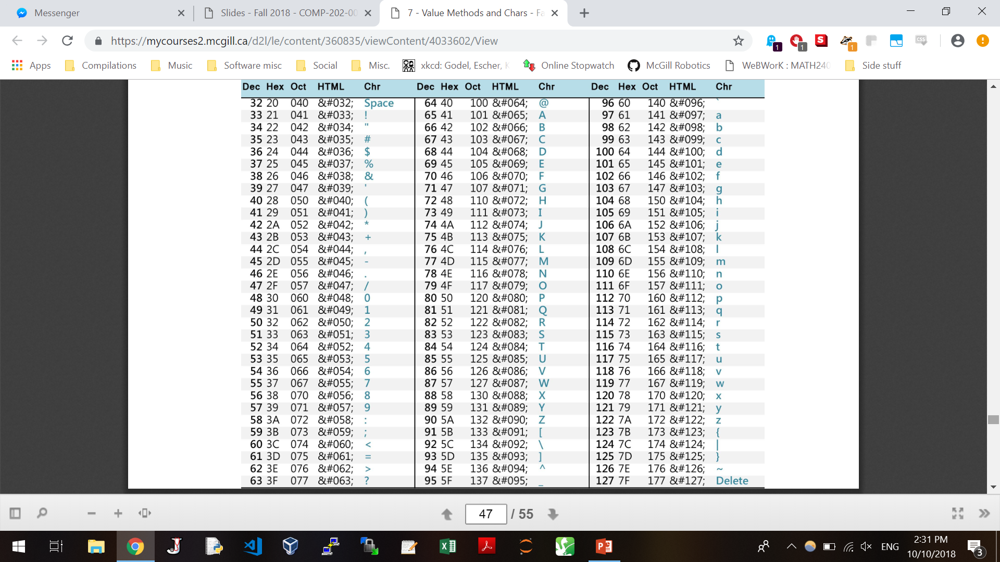 Messenger
Slides - Fall 2018 - COMP-202-00
7 - Value Methods and Chars - Fa
https://mycourses2.mcgill.ca/d2l/le/content/360835/viewContent/4033602/View
1 1 S 1 CSS
Apps Compilations Music Software misc Social Misc. xkcd: Godel, Escher, K Online Stopwatch McGill Robotics WeBWorK : MATH240 Side stuff
Dec Hex Oct HTML Chr Dec Hex Oct HTML Chr Dec Hex Oct HTML Chr
32 20 040 &#032; Space 64 40 100 &#064; @ 96 60 140 &#096; `
33 21 041 &#033; ! 65 41 101 &#065; A 97 61 141 &#097; a
34 22 042 &#034; " 66 42 102 &#066; B 98 62 142 &#098; b
35 23 043 &#035; # 67 43 103 &#067; C 99 63 143 &#099; c
36 24 044 &#036; $ 68 44 104 &#068; D 100 64 144 &#100; d
37 25 045 &#037; % 69 45 105 &#069; E 101 65 145 &#101; e
38 26 046 &#038; & 70 46 106 &#070; F 102 66 146 &#102; f
39 27 047 &#039; ' 71 47 107 &#071; G 103 67 147 &#103; g
40 28 050 &#040; ( 72 48 110 &#072; H 104 68 150 &#104; h
41 29 051 &#041; ) 73 49 111 &#073; I 105 69 151 &#105; i
42 2A 052 &#042; * 74 4A 112 &#074; J 106 6A 152 &#106; j
43 2B 053 &#043; + 75 4B 113 &#075; K 107 6B 153 &#107; k
44 2C 054 &#044; , 76 4C 114 &#076; L 108 6C 154 &#108; l
45 2D 055 &#045; - 77 4D 115 &#077; M 109 6D 155 &#109; m
46 2E 056 &#046; . 78 4E 116 &#078; N 110 6E 156 &#110; n
47 2F 057 &#047; / 79 4F 117 &#079; O 111 6F 157 &#111; o
48 30 060 &#048; 0 80 50 120 &#080; P 112 70 160 &#112; p
49 31 061 &#049; 1 81 51 121 &#081; Q 113 71 161 &#113; q
50 32 062 &#050; 2 82 52 122 &#082; R 114 72 162 &#114; r
51 33 063 &#051; 3 83 53 123 &#083; S 115 73 163 &#115; s
52 34 064 &#052; 4 84 54 124 &#084; T 116 74 164 &#116; t
53 35 065 &#053; 5 85 55 125 &#085; U 117 75 165 &#117; u
54 36 066 &#054; 6 86 56 126 &#086; V 118 76 166 &#118; v
55 37 067 &#055; 7 87 57 127 &#087; W 119 77 167 &#119; w
56 38 070 &#056; 8 88 58 130 &#088; X 120 78 170 &#120; x
57 39 071 &#057; 9 89 59 131 &#089; Y 121 79 171 &#121; y
58 3A 072 &#058; : 90 5A 132 &#090; Z 122 7A 172 &#122; z
59 3B 073 &#059; ; 91 5B 133 &#091; [ 123 7B 173 &#123; {
60 3C 074 &#060; < 92 5C 134 &#092; \ 124 7C 174 &#124; |
61 3D 075 &#061; = 93 5D 135 &#093; ] 125 7D 175 &#125; }
62 3E 076 &#062; > 94 5E 136 &#094; ^ 126 7E 176 &#126; ~
63 3F 077 &#063; ? 95 5F 137 &#095; _ 127 7F 177 &#127; Delete
47 / 55
ENG
2:31 PM
10/10/2018
3